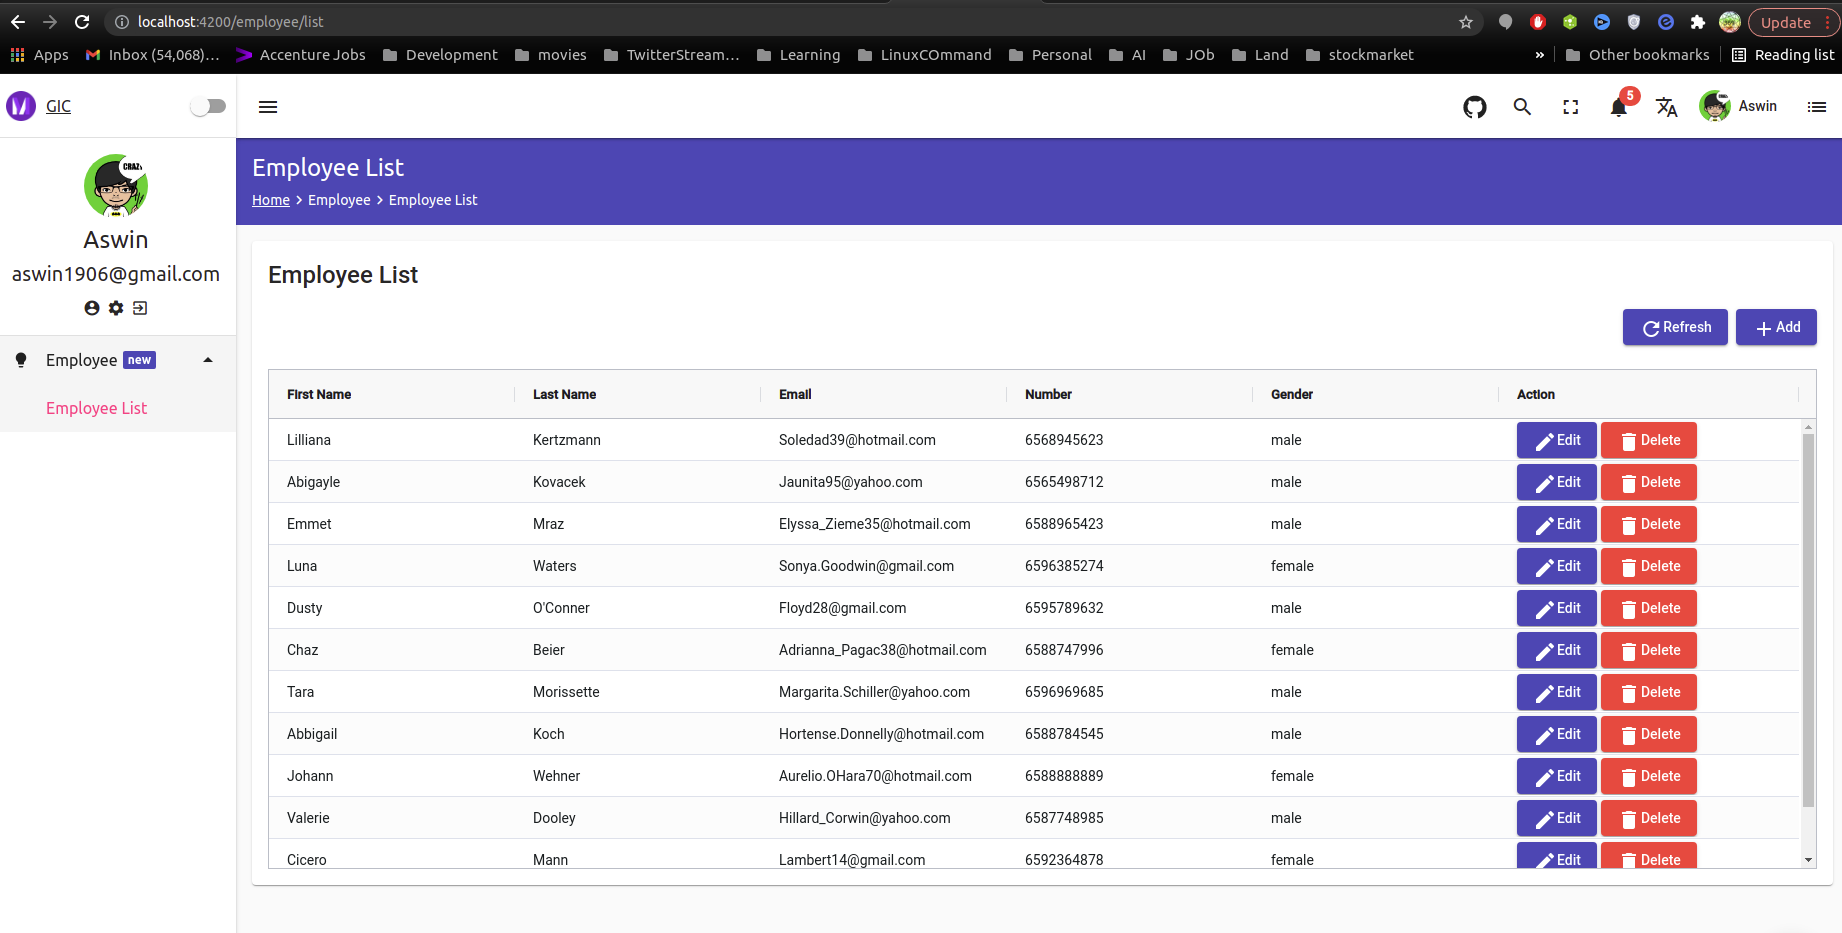 localhost:4200/employee/list
Update
Apps
Inbox (54,068)...
Accenture Jobs
Development
movies
TwitterStream...
Learning
LinuxCOmmand
Personal
AI
JOb
Land
stockmarket
»
Other bookmarks
Reading list
GIC
5
Aswin
CRAZY
Aswin
aswin1906@gmail.com
Employee new
Employee List
Employee List
Home > Employee > Employee List
Employee List
Refresh
Add
First Name Last Name Email Number Gender Action
Lilliana Kertzmann Soledad39@hotmail.com 6568945623 male Edit Delete
Abigayle Kovacek Jaunita95@yahoo.com 6565498712 male Edit Delete
Emmet Mraz Elyssa_Zieme35@hotmail.com 6588965423 male Edit Delete
Luna Waters Sonya.Goodwin@gmail.com 6596385274 female Edit Delete
Dusty O'Conner Floyd28@gmail.com 6595789632 male Edit Delete
Chaz Beier Adrianna_Pagac38@hotmail.com 6588747996 female Edit Delete
Tara Morissette Margarita.Schiller@yahoo.com 6596969685 male Edit Delete
Abbigail Koch Hortense.Donnelly@hotmail.com 6588784545 male Edit Delete
Johann Wehner Aurelio.OHara70@hotmail.com 6588888889 female Edit Delete
Valerie Dooley Hillard_Corwin@yahoo.com 6587748985 male Edit Delete
Cicero Mann Lambert14@gmail.com 6592364878 female Edit Delete